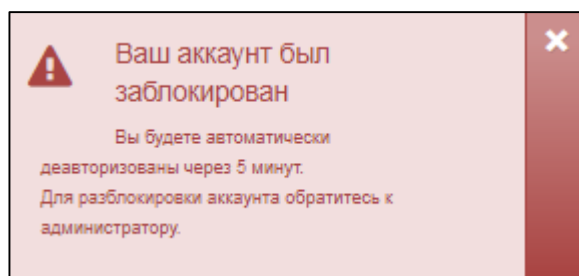 Ваш аккаунт был
заблокирован
Вы будете автоматически
деавторизованы через 5 минут.
Для разблокировки аккаунта обратитесь к
администратору.